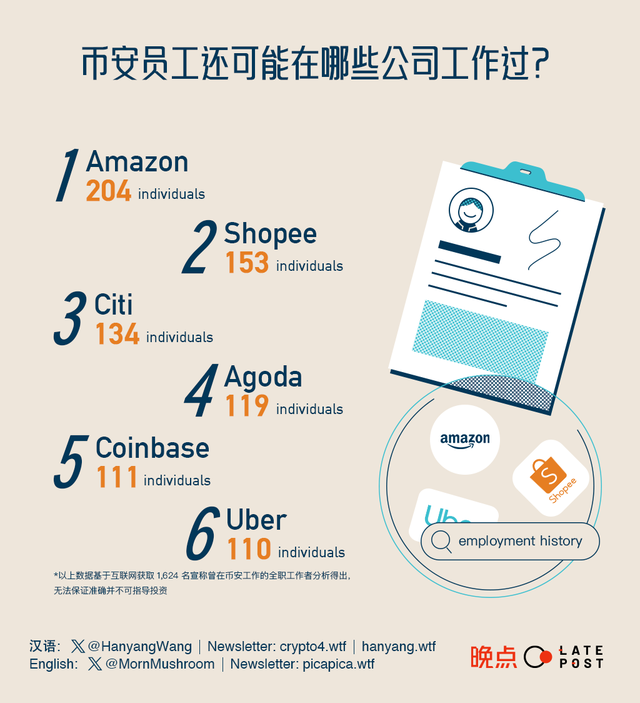 币安员工还可能在哪些公司工作过?
1 Amazon
204 individuals
2 Shopee
153 individuals
3 Citi
134 individuals
4 Agoda
119 individuals
5 Coinbase
111 individuals
6 Uber
110 individuals
amazon
S
Shopee
Ube
employment history
*以上数据基于互联网获取 1,624 名宣称曾在币安工作的全职工作者分析得出,
无法保证准确并不可指导投资
汉语: X @HanyangWang | Newsletter: crypto4.wtf | hanyang.wtf
English: X @MornMushroom | Newsletter: picapica.wtf
晚点 LATE
POST